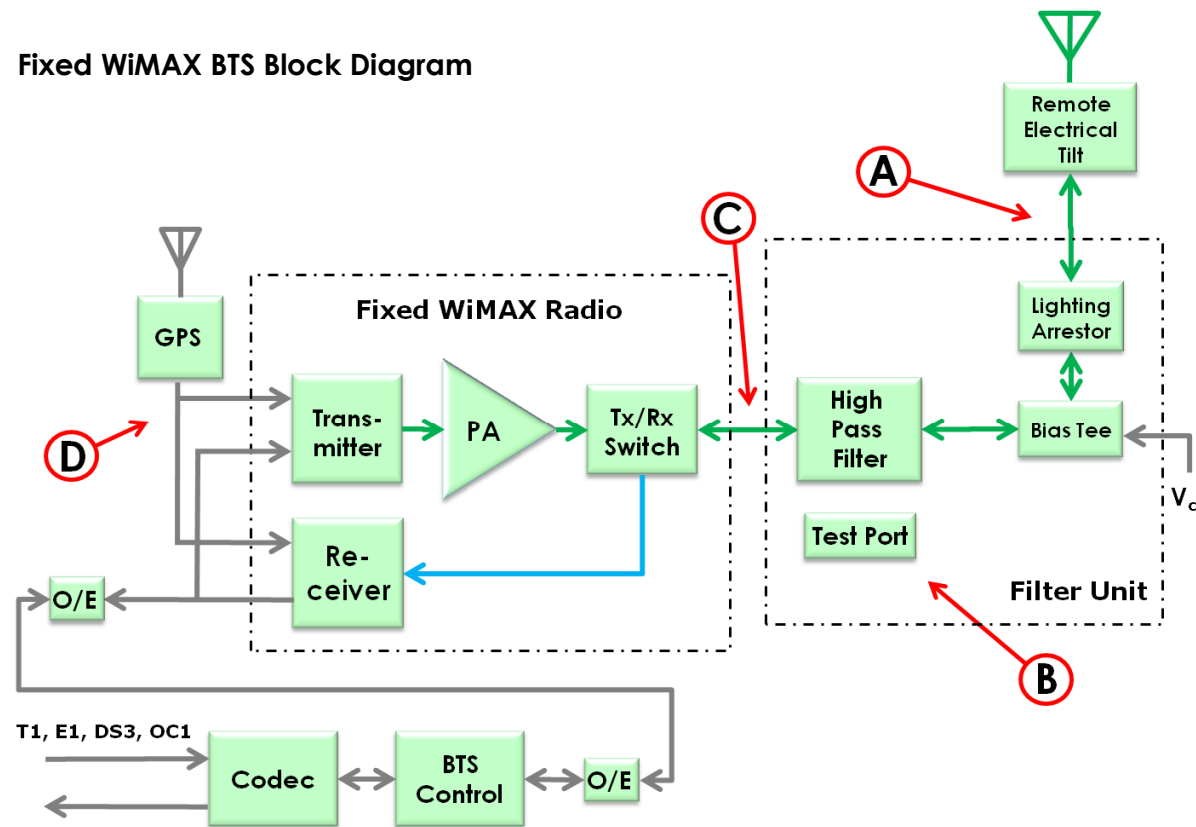 Fixed WiMAX BTS Block Diagram
Remote
Electrical
Tilt
A
C
Fixed WiMAX Radio
GPS
Lighting
Arrestor
Trans-
mitter
PA
Tx/Rx
Switch
High
Pass
Filter
Bias Tee
D
Vc
Test Port
Re-
ceiver
O/E
Filter Unit
B
T1, E1, DS3, OC1
Codec
BTS
Control
O/E